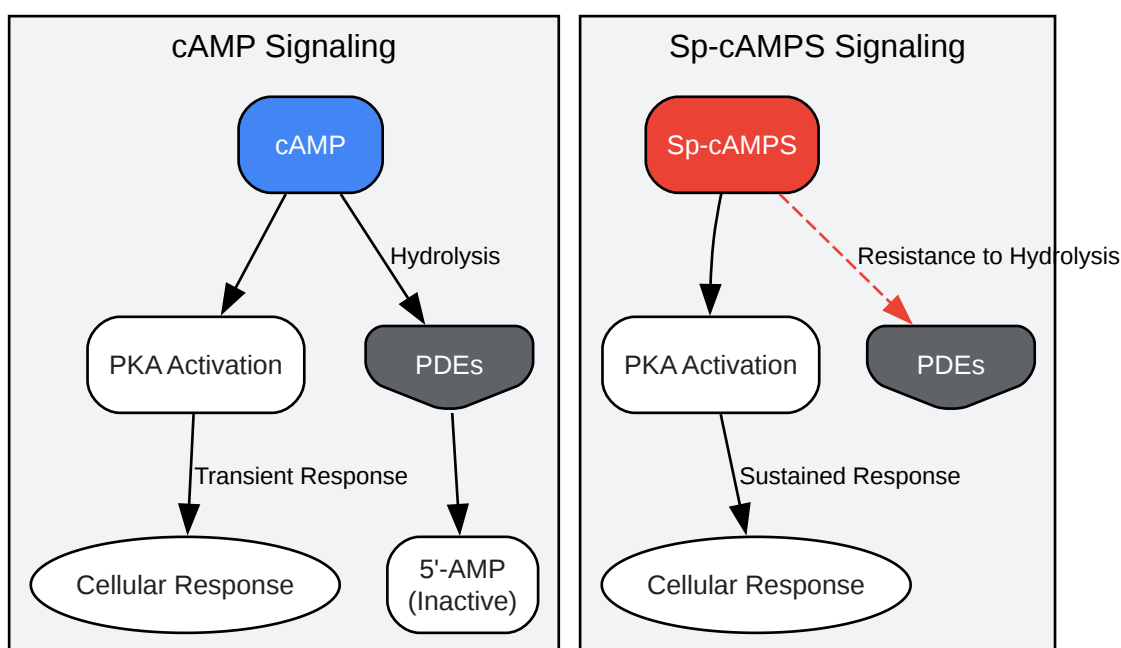 cAMP Signaling
cAMP
Hydrolysis
PKA Activation
PDEs
Transient Response
Cellular Response
5'-AMP
(Inactive)
Sp-cAMPS Signaling
Sp-cAMPS
Resistance to Hydrolysis
PKA Activation
PDEs
Sustained Response
Cellular Response